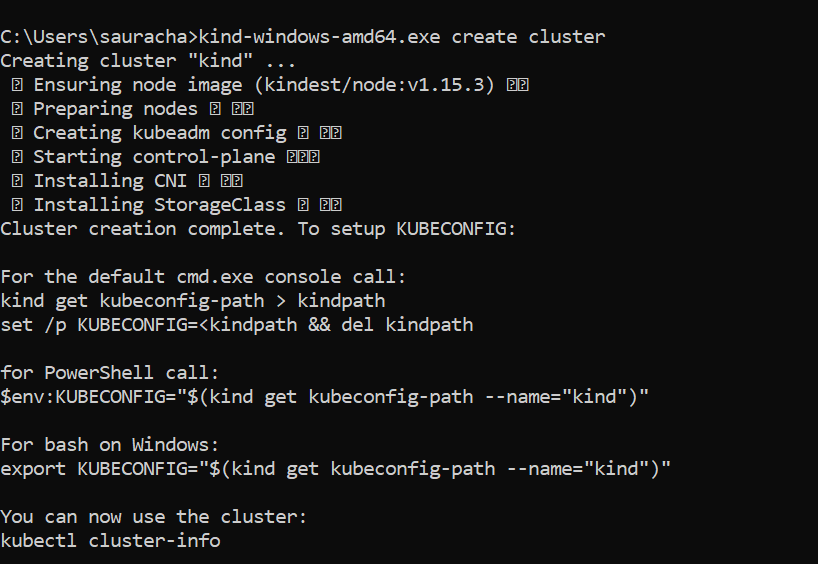 C:\Users\sauracha>kind-windows-amd64.exe create cluster
Creating cluster "kind" ...
 ⍰ Ensuring node image (kindest/node:v1.15.3) ⍰⍰
 ⍰ Preparing nodes ⍰ ⍰⍰
 ⍰ Creating kubeadm config ⍰ ⍰⍰
 ⍰ Starting control-plane ⍰⍰⍰
 ⍰ Installing CNI ⍰ ⍰⍰
 ⍰ Installing StorageClass ⍰ ⍰⍰
Cluster creation complete. To setup KUBECONFIG:

For the default cmd.exe console call:
kind get kubeconfig-path > kindpath
set /p KUBECONFIG=<kindpath && del kindpath

for PowerShell call:
$env:KUBECONFIG="$(kind get kubeconfig-path --name="kind")"

For bash on Windows:
export KUBECONFIG="$(kind get kubeconfig-path --name="kind")"

You can now use the cluster:
kubectl cluster-info